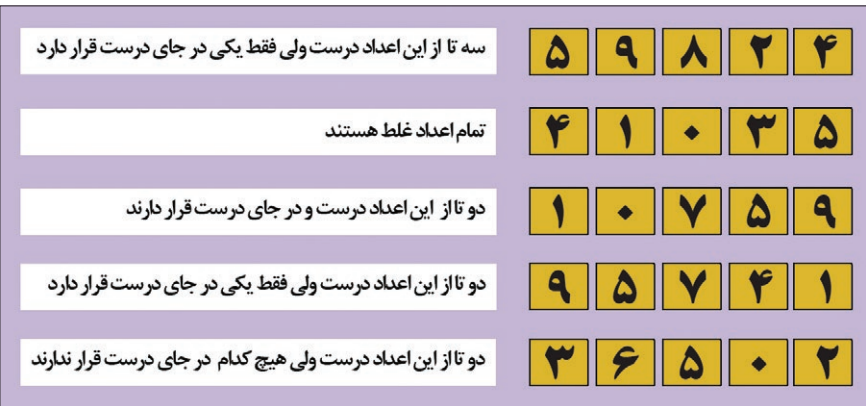 سه تا از این اعداد درست ولی فقط یکی در جای درست قرار دارد ۵ ۹ ۸ ۲ ۴
تمام اعداد غلط هستند ۴ ۱ ۰ ۳ ۵
دو تا از این اعداد درست و در جای درست قرار دارند ۱ ۰ ۷ ۵ ۹
دو تا از این اعداد درست ولی فقط یکی در جای درست قرار دارد ۹ ۵ ۷ ۴ ۱
دو تا از این اعداد درست ولی هیچ کدام در جای درست قرار ندارند ۳ ۶ ۵ ۰ ۲